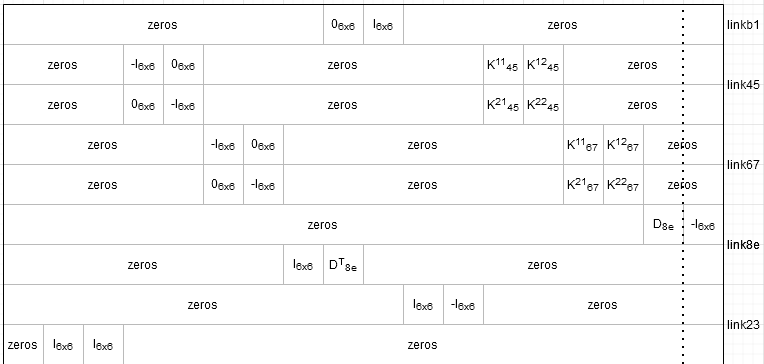 zeros 0₆ₓ₆ I₆ₓ₆ zeros linkb1
zeros -I₆ₓ₆ 0₆ₓ₆ zeros K¹¹₄₅ K¹²₄₅ zeros
link45
zeros 0₆ₓ₆ -I₆ₓ₆ zeros K²¹₄₅ K²²₄₅ zeros
zeros -I₆ₓ₆ 0₆ₓ₆ zeros K¹¹₆₇ K¹²₆₇ zeros
link67
zeros 0₆ₓ₆ -I₆ₓ₆ zeros K²¹₆₇ K²²₆₇ zeros
zeros D₈ₑ -I₆ₓ₆
link8e
zeros I₆ₓ₆ Dᵀ₈ₑ zeros
zeros I₆ₓ₆ -I₆ₓ₆ zeros
link23
zeros I₆ₓ₆ I₆ₓ₆ zeros